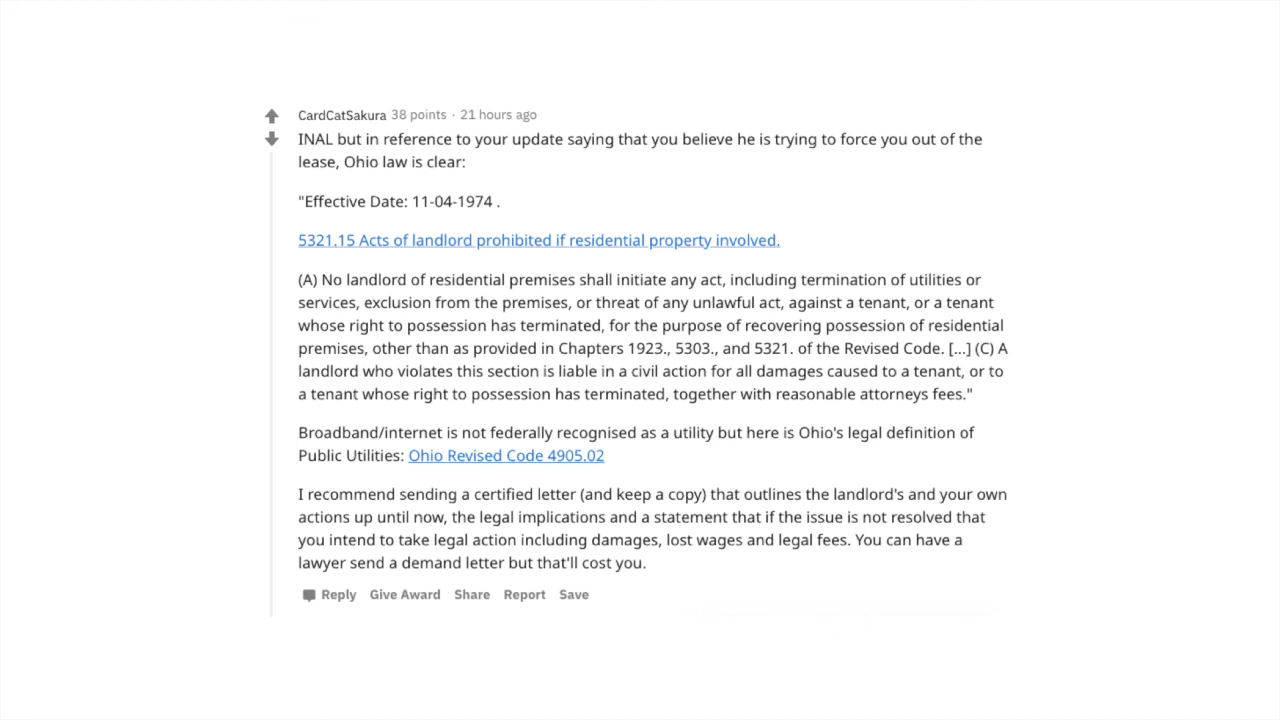 CardCatSakura 38 points · 21 hours ago
INAL but in reference to your update saying that you believe he is trying to force you out of the
lease, Ohio law is clear:
"Effective Date: 11-04-1974 .
5321.15 Acts of landlord prohibited if residential property involved.
(A) No landlord of residential premises shall initiate any act, including termination of utilities or
services, exclusion from the premises, or threat of any unlawful act, against a tenant, or a tenant
whose right to possession has terminated, for the purpose of recovering possession of residential
premises, other than as provided in Chapters 1923., 5303., and 5321. of the Revised Code. [...] (C) A
landlord who violates this section is liable in a civil action for all damages caused to a tenant, or to
a tenant whose right to possession has terminated, together with reasonable attorneys fees."
Broadband/internet is not federally recognised as a utility but here is Ohio's legal definition of
Public Utilities: Ohio Revised Code 4905.02
I recommend sending a certified letter (and keep a copy) that outlines the landlord's and your own
actions up until now, the legal implications and a statement that if the issue is not resolved that
you intend to take legal action including damages, lost wages and legal fees. You can have a
lawyer send a demand letter but that'll cost you.
Reply Give Award Share Report Save